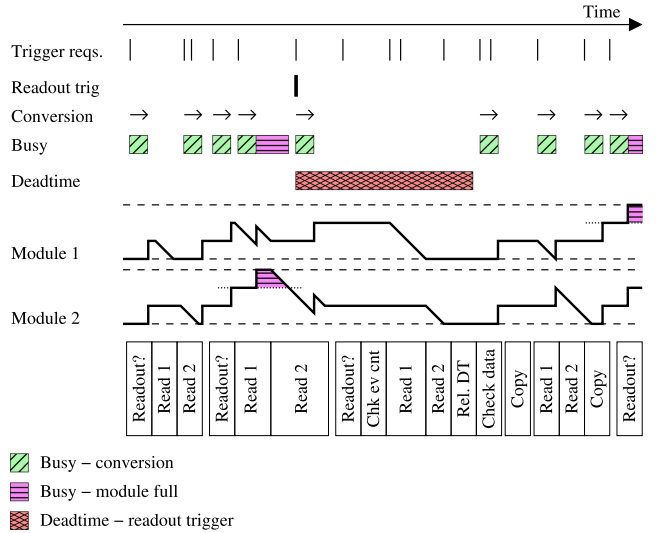 Time
Trigger reqs.
Readout trig
Conversion
Busy
Deadtime
Module 1
Module 2
Readout?
Read 1
Read 2
Readout?
Read 1
Read 2
Readout?
Chk ev cnt
Read 1
Read 2
Rel. DT
Check data
Copy
Read 1
Read 2
Copy
Readout?
Busy − conversion
Busy − module full
Deadtime − readout trigger